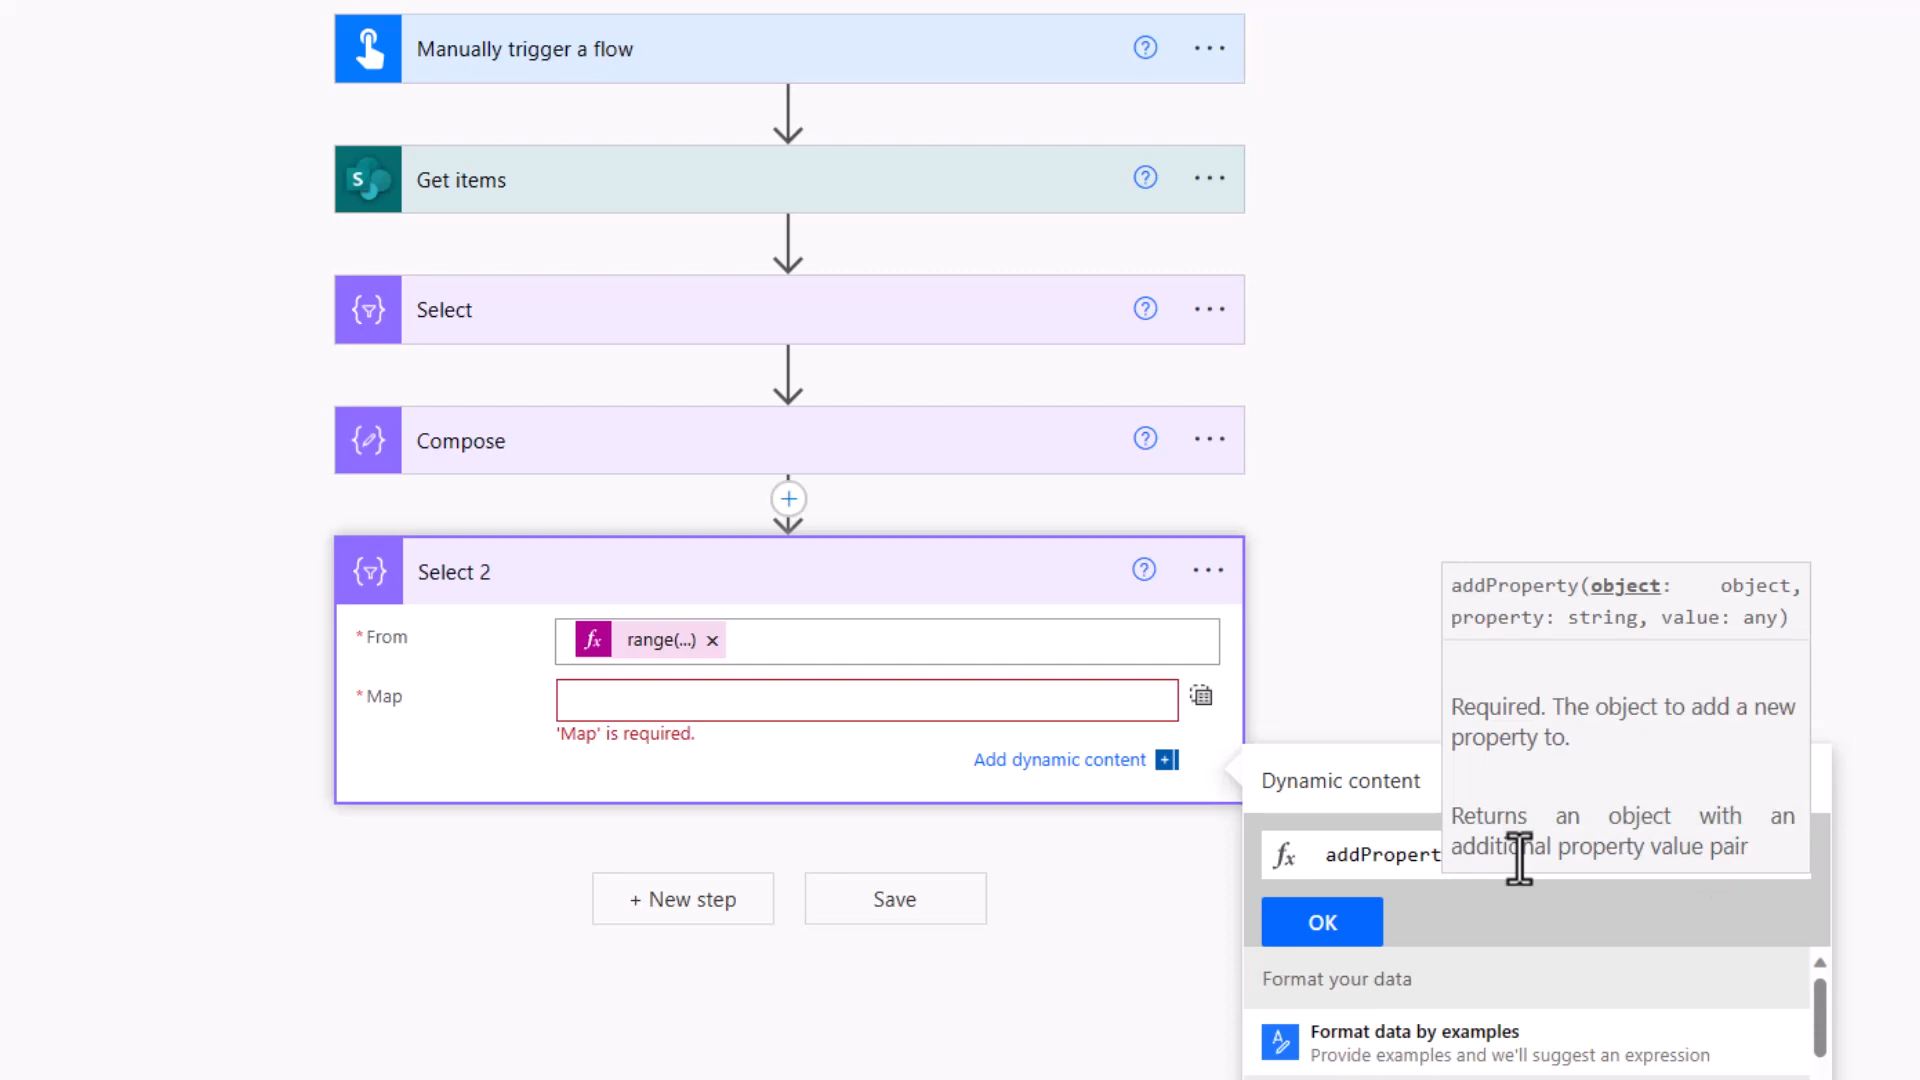 Manually trigger a flow
Get items
Select
Compose
Select 2
* From
range(...) ×
* Map
'Map' is required.
Add dynamic content
+ New step
Save
addProperty(object: object,
property: string, value: any)
Required. The object to add a new
property to.
Returns an object with an
additional property value pair
Dynamic content
fx addPropert
OK
Format your data
Format data by examples
Provide examples and we'll suggest an expression